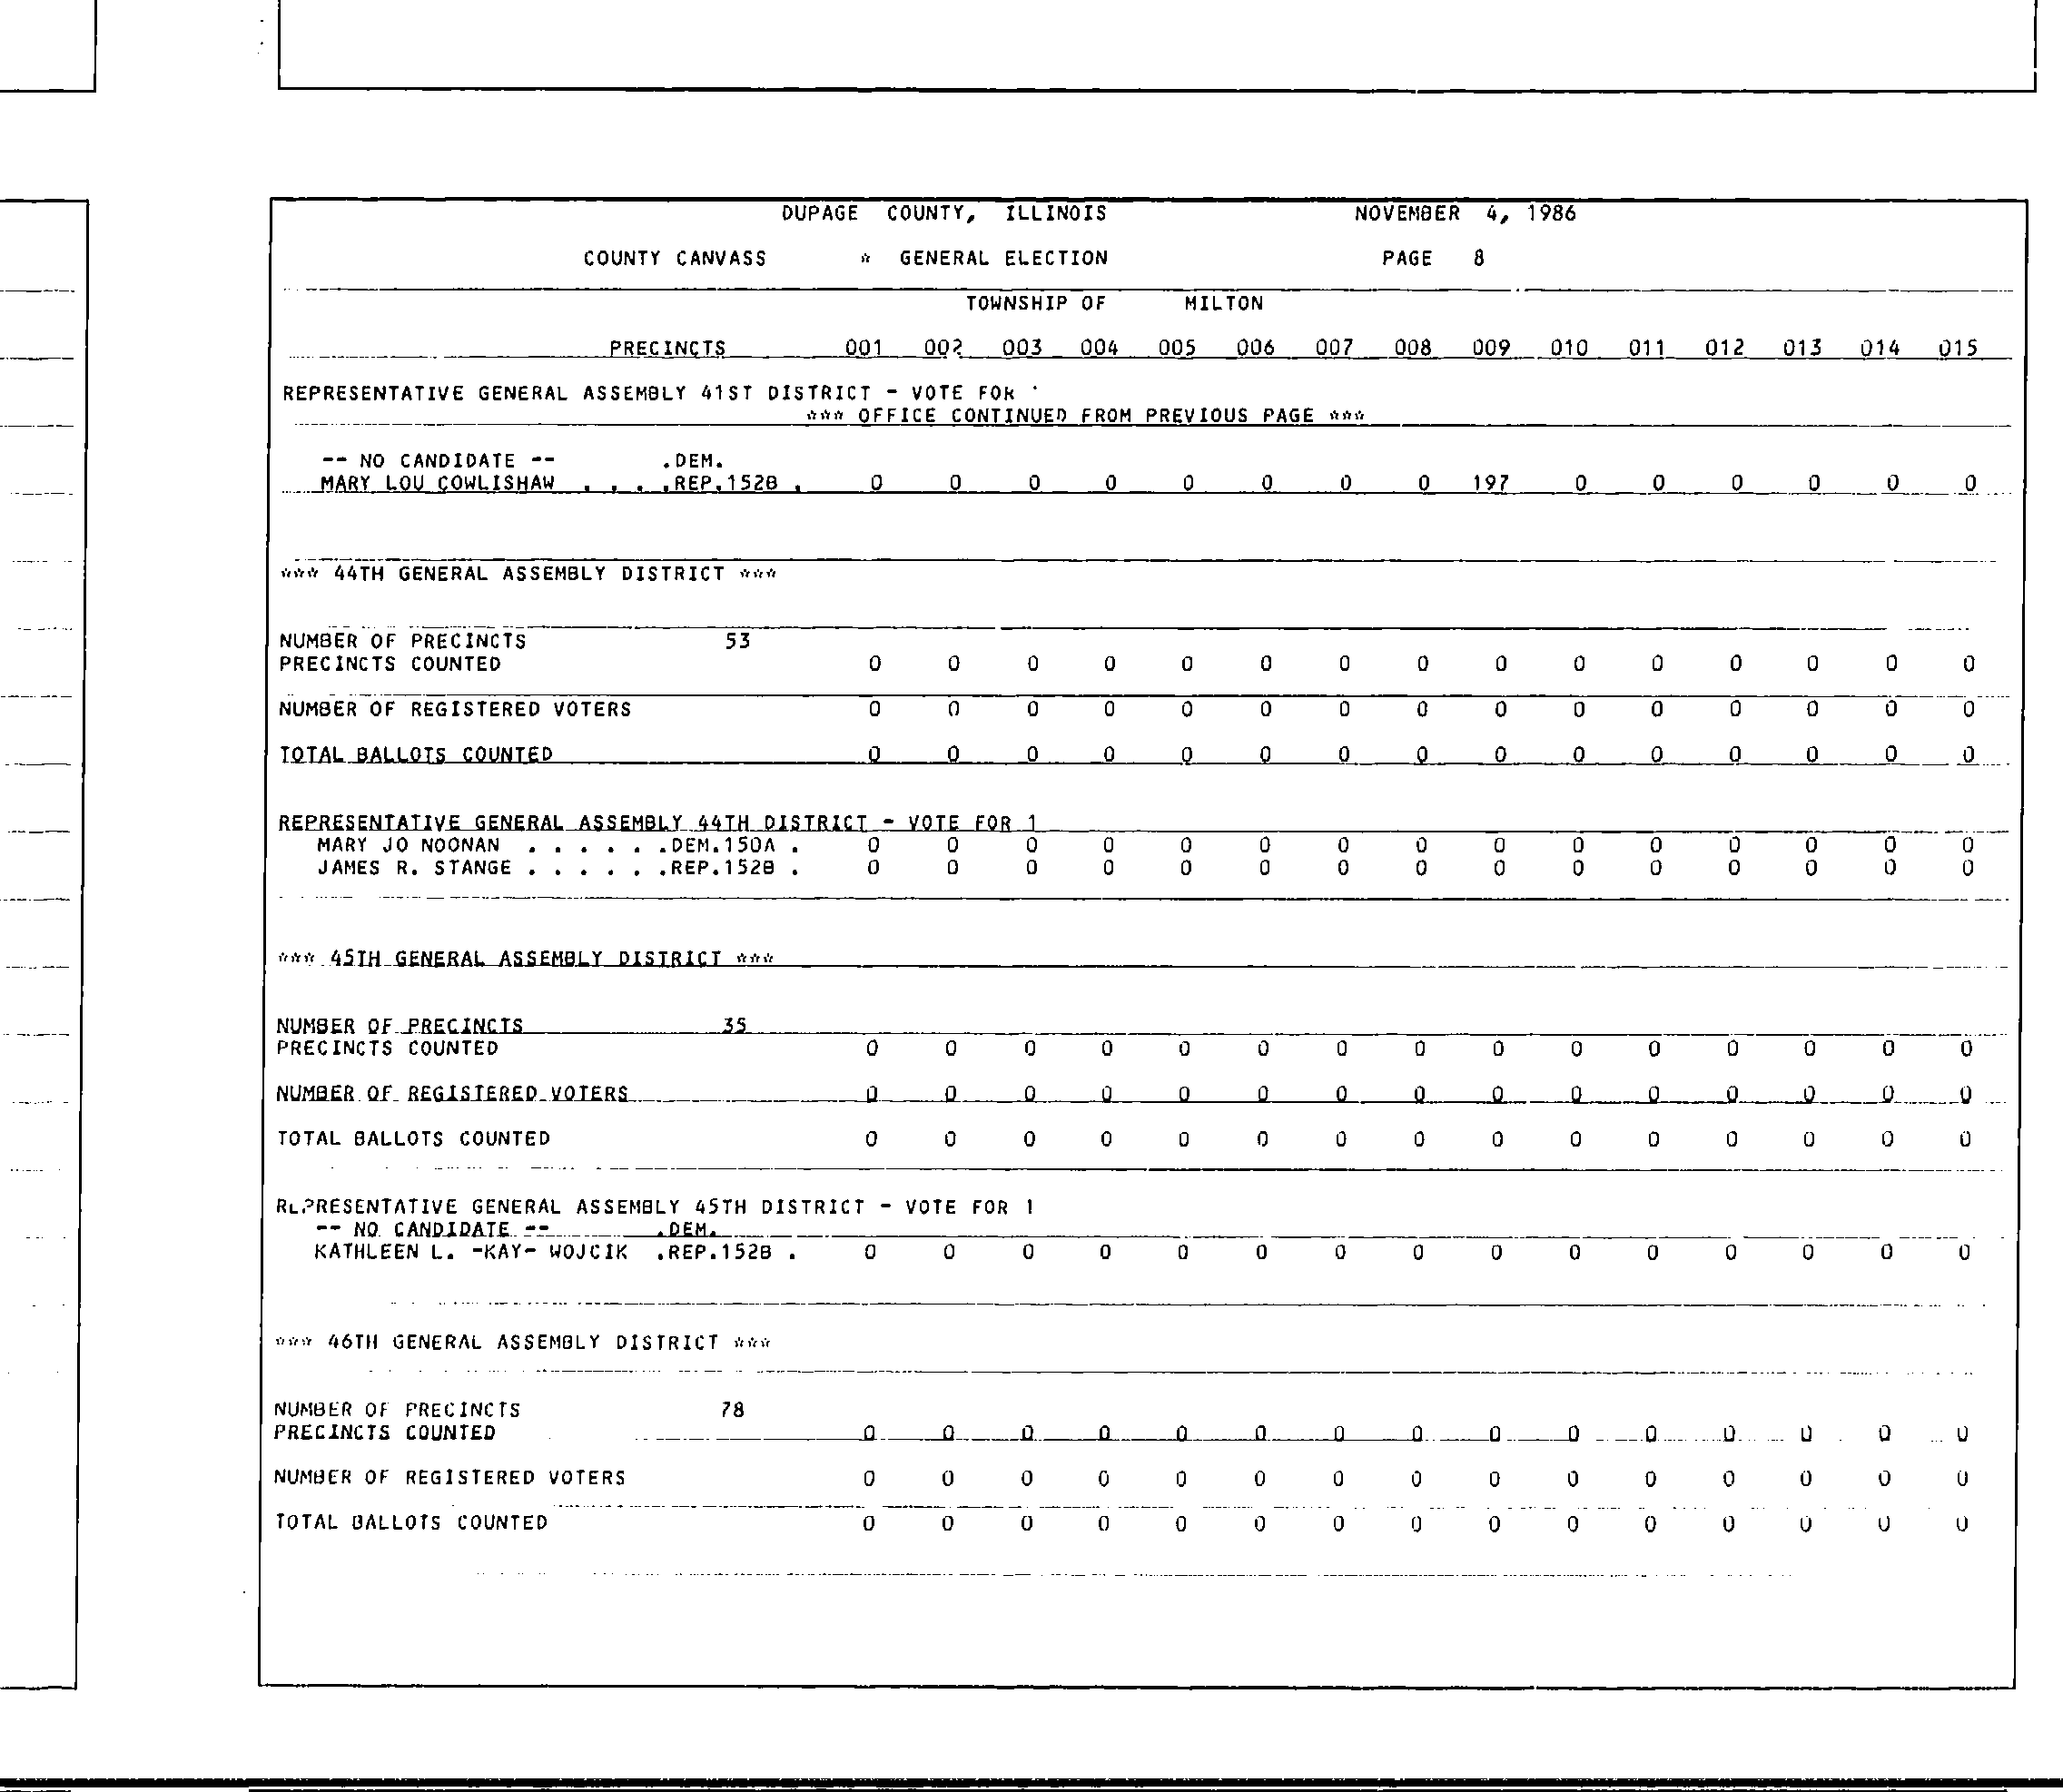 DUPAGE COUNTY, ILLINOIS NOVEMBER 4, 1986
COUNTY CANVASS * GENERAL ELECTION PAGE 8
TOWNSHIP OF MILTON
PRECINCTS 001 002 003 004 005 006 007 008 009 010 011 012 013 014 015
REPRESENTATIVE GENERAL ASSEMBLY 41ST DISTRICT - VOTE FOR
*** OFFICE CONTINUED FROM PREVIOUS PAGE ***
-- NO CANDIDATE -- .DEM.
MARY LOU COWLISHAW . . . .REP.152B . 0 0 0 0 0 0 0 0 197 0 0 0 0 0 0
*** 44TH GENERAL ASSEMBLY DISTRICT ***
NUMBER OF PRECINCTS 53
PRECINCTS COUNTED 0 0 0 0 0 0 0 0 0 0 0 0 0 0 0
NUMBER OF REGISTERED VOTERS 0 0 0 0 0 0 0 0 0 0 0 0 0 0 0
TOTAL BALLOTS COUNTED 0 0 0 0 0 0 0 0 0 0 0 0 0 0 0
REPRESENTATIVE GENERAL ASSEMBLY 44TH DISTRICT - VOTE FOR 1
MARY JO NOONAN . . . . . .DEM.150A . 0 0 0 0 0 0 0 0 0 0 0 0 0 0 0
JAMES R. STANGE . . . . . .REP.152B . 0 0 0 0 0 0 0 0 0 0 0 0 0 0 0
*** 45TH GENERAL ASSEMBLY DISTRICT ***
NUMBER OF PRECINCTS 35
PRECINCTS COUNTED 0 0 0 0 0 0 0 0 0 0 0 0 0 0 0
NUMBER OF REGISTERED VOTERS 0 0 0 0 0 0 0 0 0 0 0 0 0 0 0
TOTAL BALLOTS COUNTED 0 0 0 0 0 0 0 0 0 0 0 0 0 0 0
REPRESENTATIVE GENERAL ASSEMBLY 45TH DISTRICT - VOTE FOR 1
-- NO CANDIDATE -- .DEM.
KATHLEEN L. -KAY- WOJCIK .REP.152B . 0 0 0 0 0 0 0 0 0 0 0 0 0 0 0
*** 46TH GENERAL ASSEMBLY DISTRICT ***
NUMBER OF PRECINCTS 78
PRECINCTS COUNTED 0 0 0 0 0 0 0 0 0 0 0 0 0 0 0
NUMBER OF REGISTERED VOTERS 0 0 0 0 0 0 0 0 0 0 0 0 0 0 0
TOTAL BALLOTS COUNTED 0 0 0 0 0 0 0 0 0 0 0 0 0 0 0